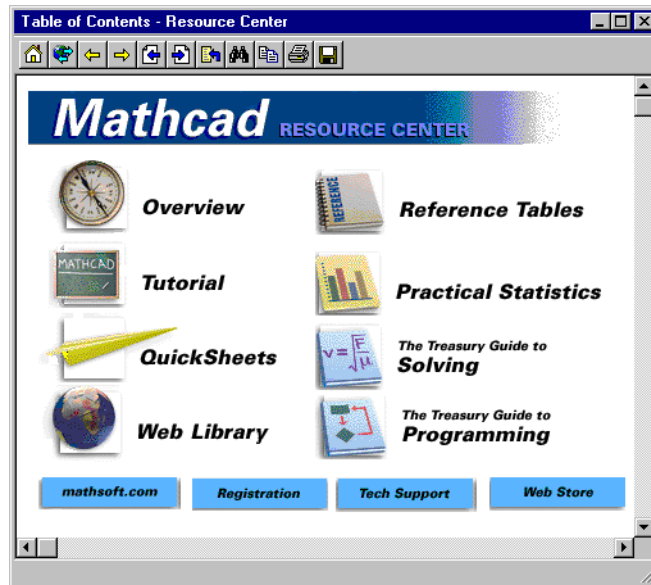 Table of Contents - Resource Center
Mathcad RESOURCE CENTER
Overview
REFERENCE
Reference Tables
MATHCAD
Tutorial
Practical Statistics
QuickSheets
v = √F/μ
The Treasury Guide to
Solving
Web Library
The Treasury Guide to
Programming
mathsoft.com
Registration
Tech Support
Web Store